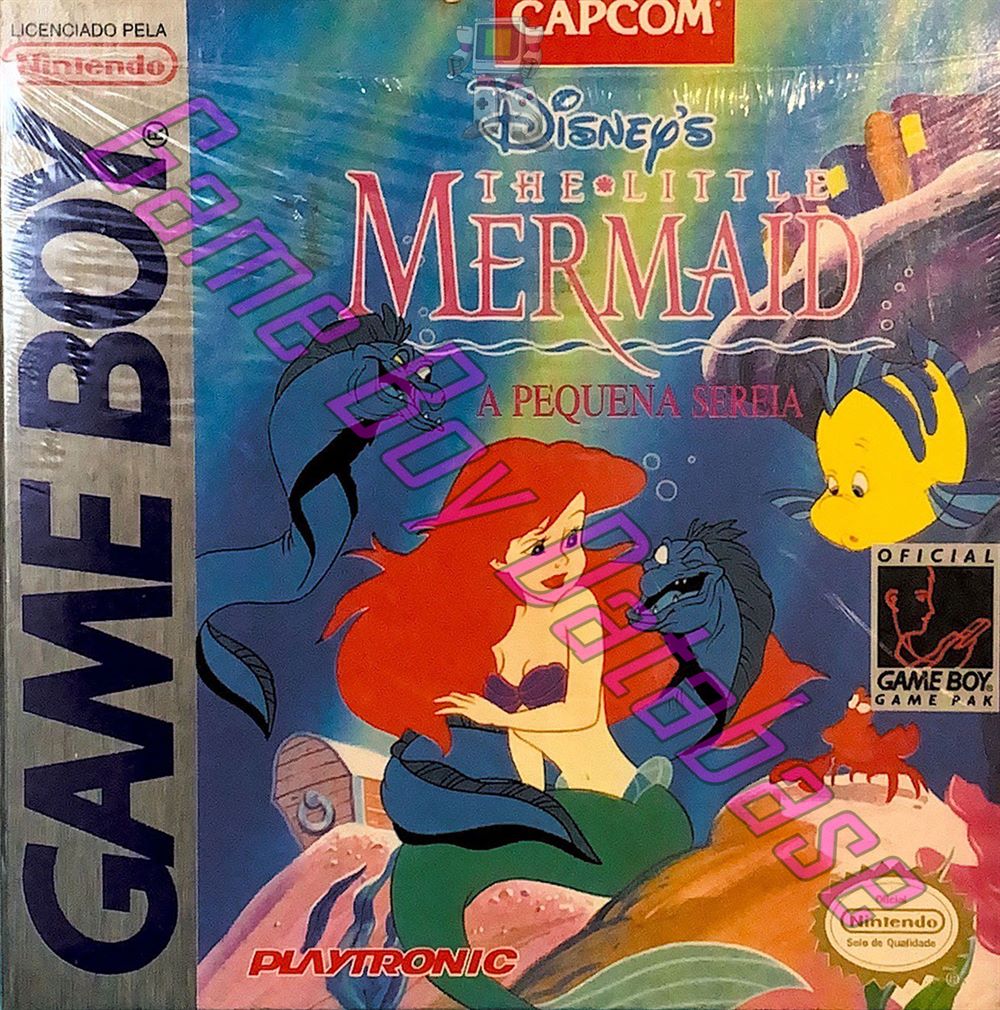 LICENCIADO PELA
Nintendo
GAME BOY
CAPCOM
DISNEY'S
THE LITTLE
MERMAID
A PEQUENA SEREIA
OFICIAL
GAME BOY
GAME PAK
Oficial
Nintendo
Selo de Qualidade
PLAYTRONIC
Game Boy Database